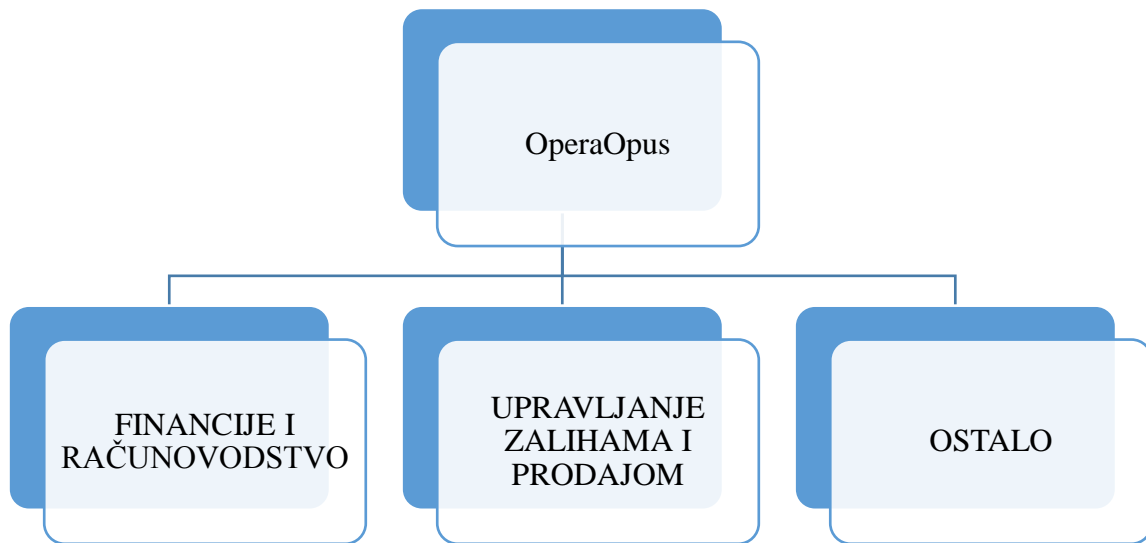 OperaOpus
FINANCIJE I
RAČUNOVODSTVO
UPRAVLJANJE
ZALIHAMA I
PRODAJOM
OSTALO